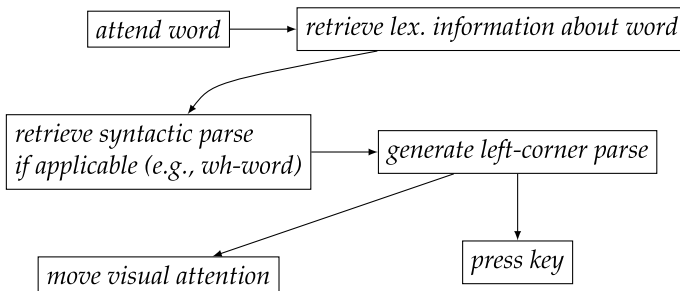 attend word
retrieve lex. information about word
retrieve syntactic parse
if applicable (e.g., wh-word)
generate left-corner parse
move visual attention
press key